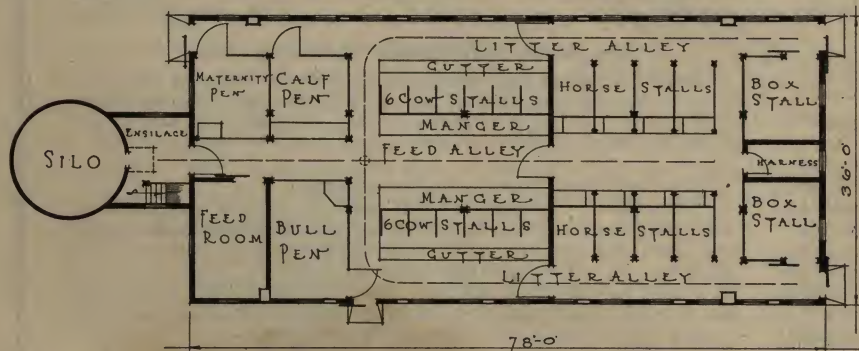 LITTER ALLEY
GUTTER
MATERNITY PEN
CALF PEN
6 COW STALLS
HORSE STALLS
BOX STALL
ENSILAGE
MANGER
SILO
FEED ALLEY
HARNESS
36'-0
MANGER
FEED ROOM
BULL PEN
6 COW STALLS
HORSE STALLS
BOX STALL
GUTTER
LITTER ALLEY
78'-0